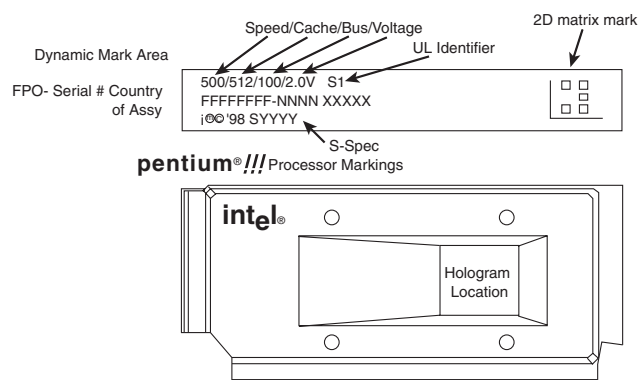 Speed/Cache/Bus/Voltage
2D matrix mark
UL Identifier
Dynamic Mark Area
500/512/100/2.0V S1
FPO- Serial # Country
of Assy
FFFFFFFF-NNNN XXXXX
i ⓜ© '98 SYYYY
S-Spec
pentium® /// Processor Markings
intel®
Hologram
Location